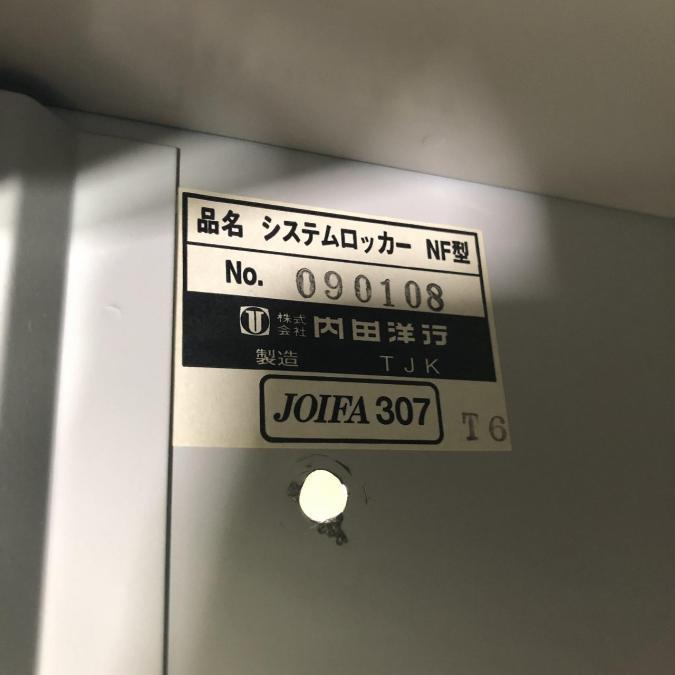 品名 システムロッカー NF型
No. 090108
株式会社 内田洋行
製造 TJK
JOIFA 307
T6